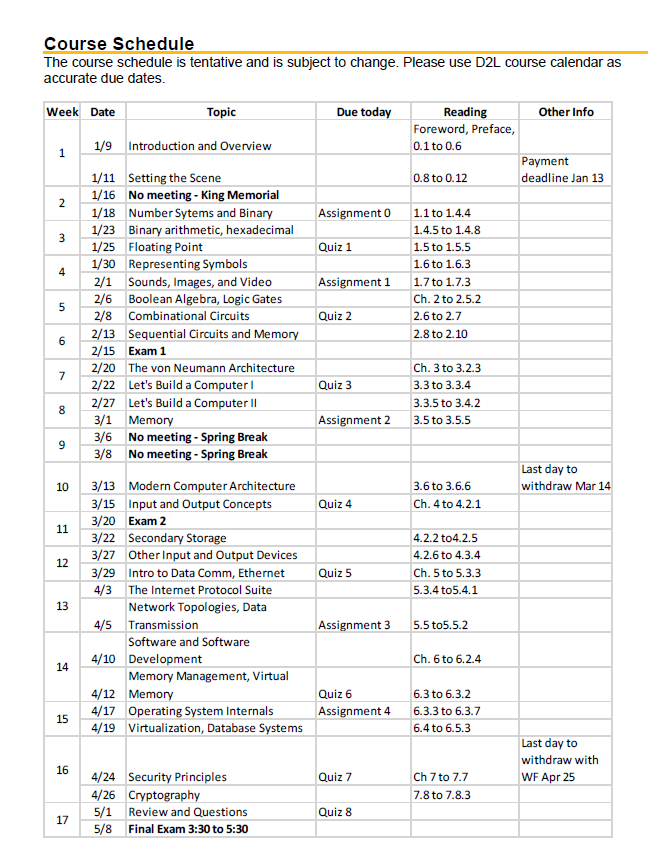 Course Schedule
The course schedule is tentative and is subject to change. Please use D2L course calendar as
accurate due dates.
Week Date Topic Due today Reading Other Info
1 1/9 Introduction and Overview Foreword, Preface, 0.1 to 0.6
1/11 Setting the Scene 0.8 to 0.12 Payment deadline Jan 13
2 1/16 No meeting - King Memorial
1/18 Number Sytems and Binary Assignment 0 1.1 to 1.4.4
3 1/23 Binary arithmetic, hexadecimal 1.4.5 to 1.4.8
1/25 Floating Point Quiz 1 1.5 to 1.5.5
4 1/30 Representing Symbols 1.6 to 1.6.3
2/1 Sounds, Images, and Video Assignment 1 1.7 to 1.7.3
5 2/6 Boolean Algebra, Logic Gates Ch. 2 to 2.5.2
2/8 Combinational Circuits Quiz 2 2.6 to 2.7
6 2/13 Sequential Circuits and Memory 2.8 to 2.10
2/15 Exam 1
7 2/20 The von Neumann Architecture Ch. 3 to 3.2.3
2/22 Let's Build a Computer I Quiz 3 3.3 to 3.3.4
8 2/27 Let's Build a Computer II 3.3.5 to 3.4.2
3/1 Memory Assignment 2 3.5 to 3.5.5
9 3/6 No meeting - Spring Break
3/8 No meeting - Spring Break
10 3/13 Modern Computer Architecture 3.6 to 3.6.6 Last day to withdraw Mar 14
3/15 Input and Output Concepts Quiz 4 Ch. 4 to 4.2.1
11 3/20 Exam 2
3/22 Secondary Storage 4.2.2 to4.2.5
12 3/27 Other Input and Output Devices 4.2.6 to 4.3.4
3/29 Intro to Data Comm, Ethernet Quiz 5 Ch. 5 to 5.3.3
13 4/3 The Internet Protocol Suite 5.3.4 to5.4.1
4/5 Network Topologies, Data Transmission Assignment 3 5.5 to5.5.2
14 4/10 Software and Software Development Ch. 6 to 6.2.4
4/12 Memory Management, Virtual Memory Quiz 6 6.3 to 6.3.2
15 4/17 Operating System Internals Assignment 4 6.3.3 to 6.3.7
4/19 Virtualization, Database Systems 6.4 to 6.5.3
16 4/24 Security Principles Quiz 7 Ch 7 to 7.7 Last day to withdraw with WF Apr 25
4/26 Cryptography 7.8 to 7.8.3
17 5/1 Review and Questions Quiz 8
5/8 Final Exam 3:30 to 5:30